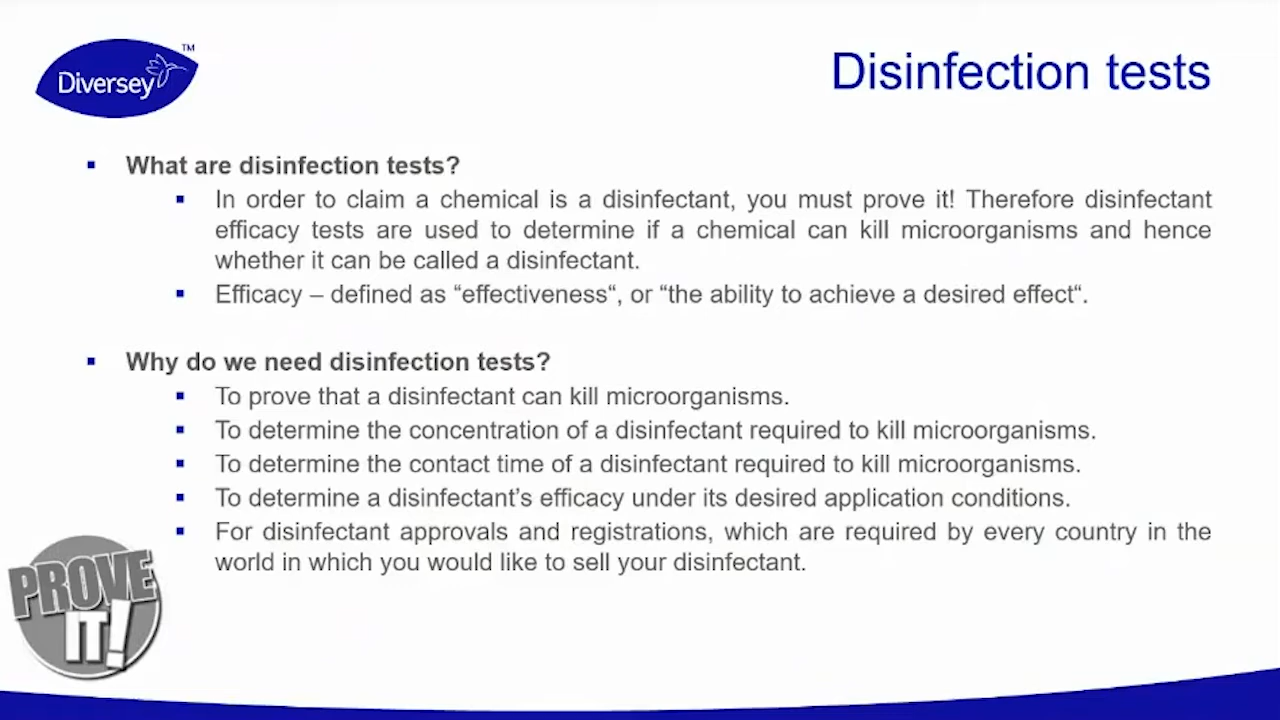 Diversey™
Disinfection tests
▪ What are disinfection tests?
▪ In order to claim a chemical is a disinfectant, you must prove it! Therefore disinfectant
efficacy tests are used to determine if a chemical can kill microorganisms and hence
whether it can be called a disinfectant.
▪ Efficacy – defined as “effectiveness“, or “the ability to achieve a desired effect“.
▪ Why do we need disinfection tests?
▪ To prove that a disinfectant can kill microorganisms.
▪ To determine the concentration of a disinfectant required to kill microorganisms.
▪ To determine the contact time of a disinfectant required to kill microorganisms.
▪ To determine a disinfectant’s efficacy under its desired application conditions.
▪ For disinfectant approvals and registrations, which are required by every country in the
world in which you would like to sell your disinfectant.
PROVE
IT!